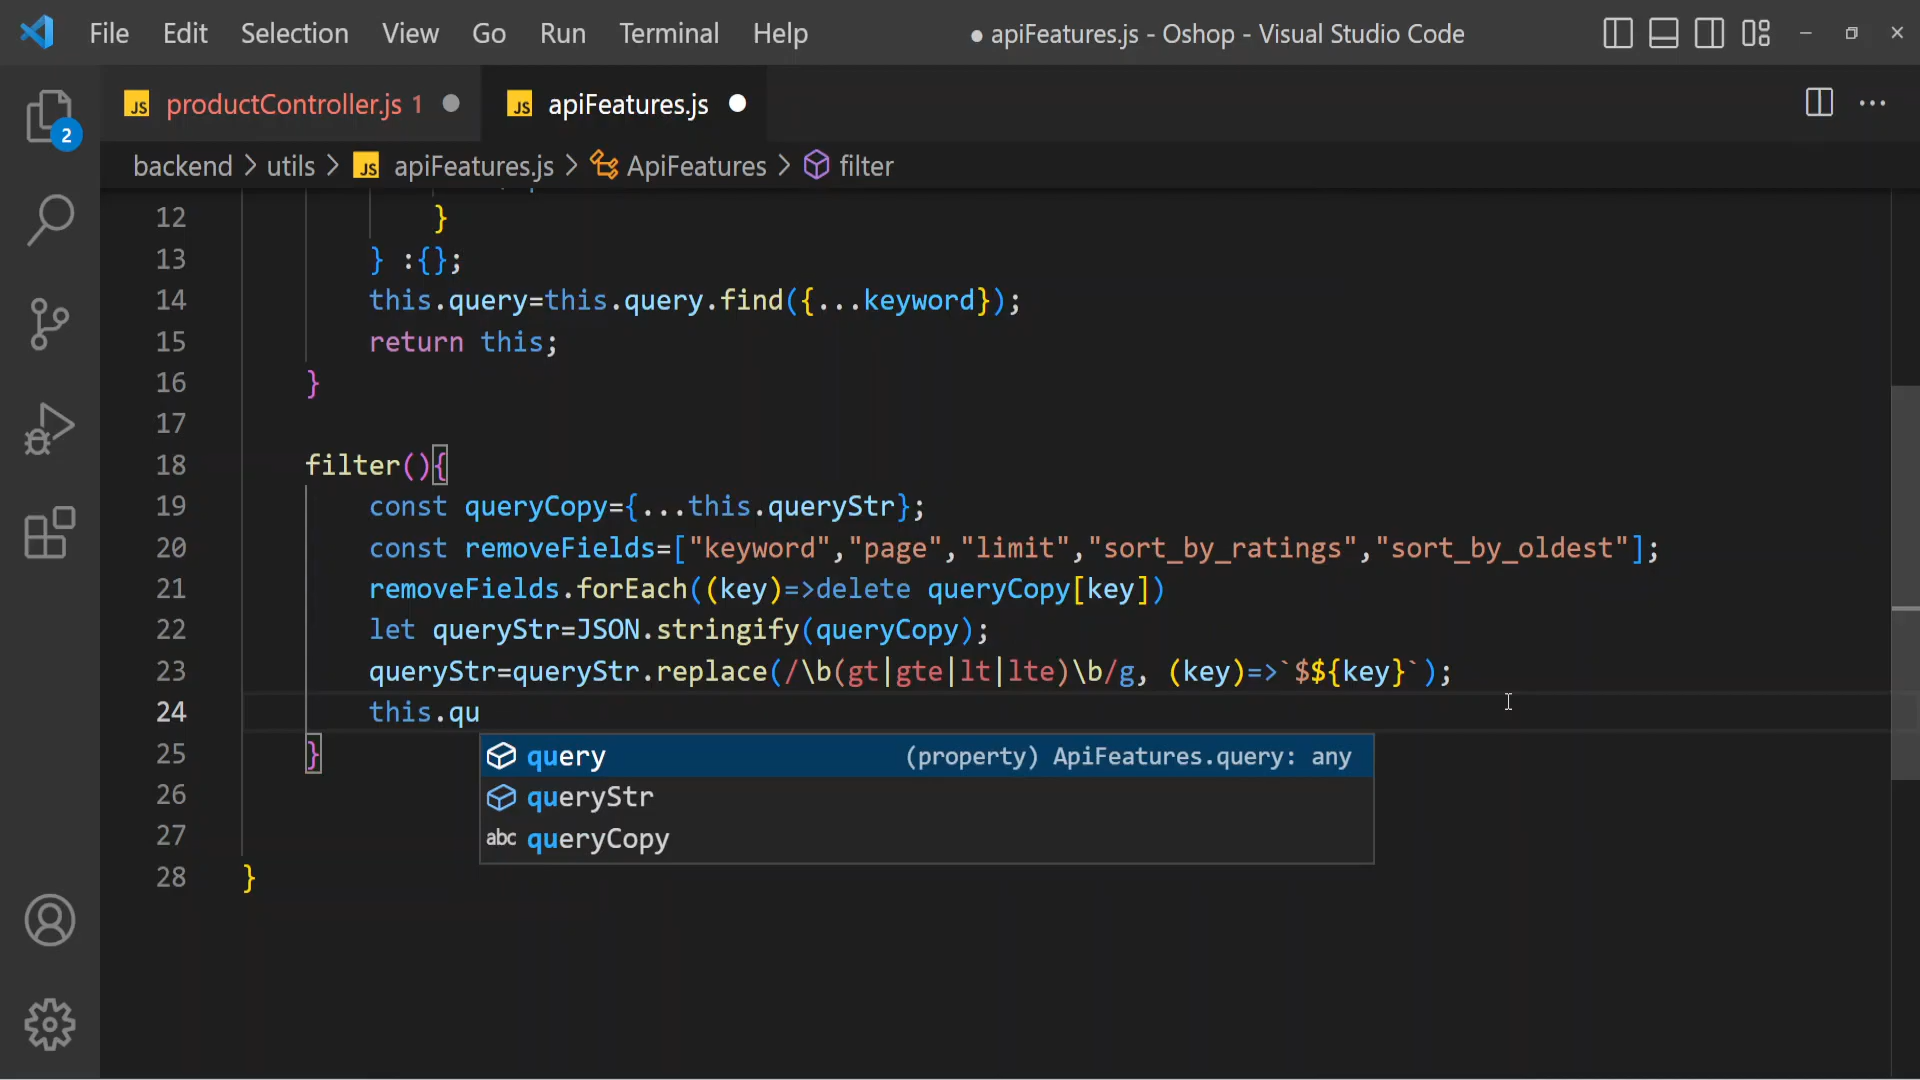 File Edit Selection View Go Run Terminal Help ● apiFeatures.js - Oshop - Visual Studio Code
JS productController.js 1 JS apiFeatures.js
2
backend > utils > JS apiFeatures.js > ApiFeatures > filter
12 }
13 } :{};
14 this.query=this.query.find({...keyword});
15 return this;
16 }
17
18 filter(){
19 const queryCopy={...this.queryStr};
20 const removeFields=["keyword","page","limit","sort_by_ratings","sort_by_oldest"];
21 removeFields.forEach((key)=>delete queryCopy[key])
22 let queryStr=JSON.stringify(queryCopy);
23 queryStr=queryStr.replace(/\b(gt|gte|lt|lte)\b/g, (key)=>`$${key}`);
24 this.qu
25 }
query (property) ApiFeatures.query: any
26
queryStr
27
abc queryCopy
28 }